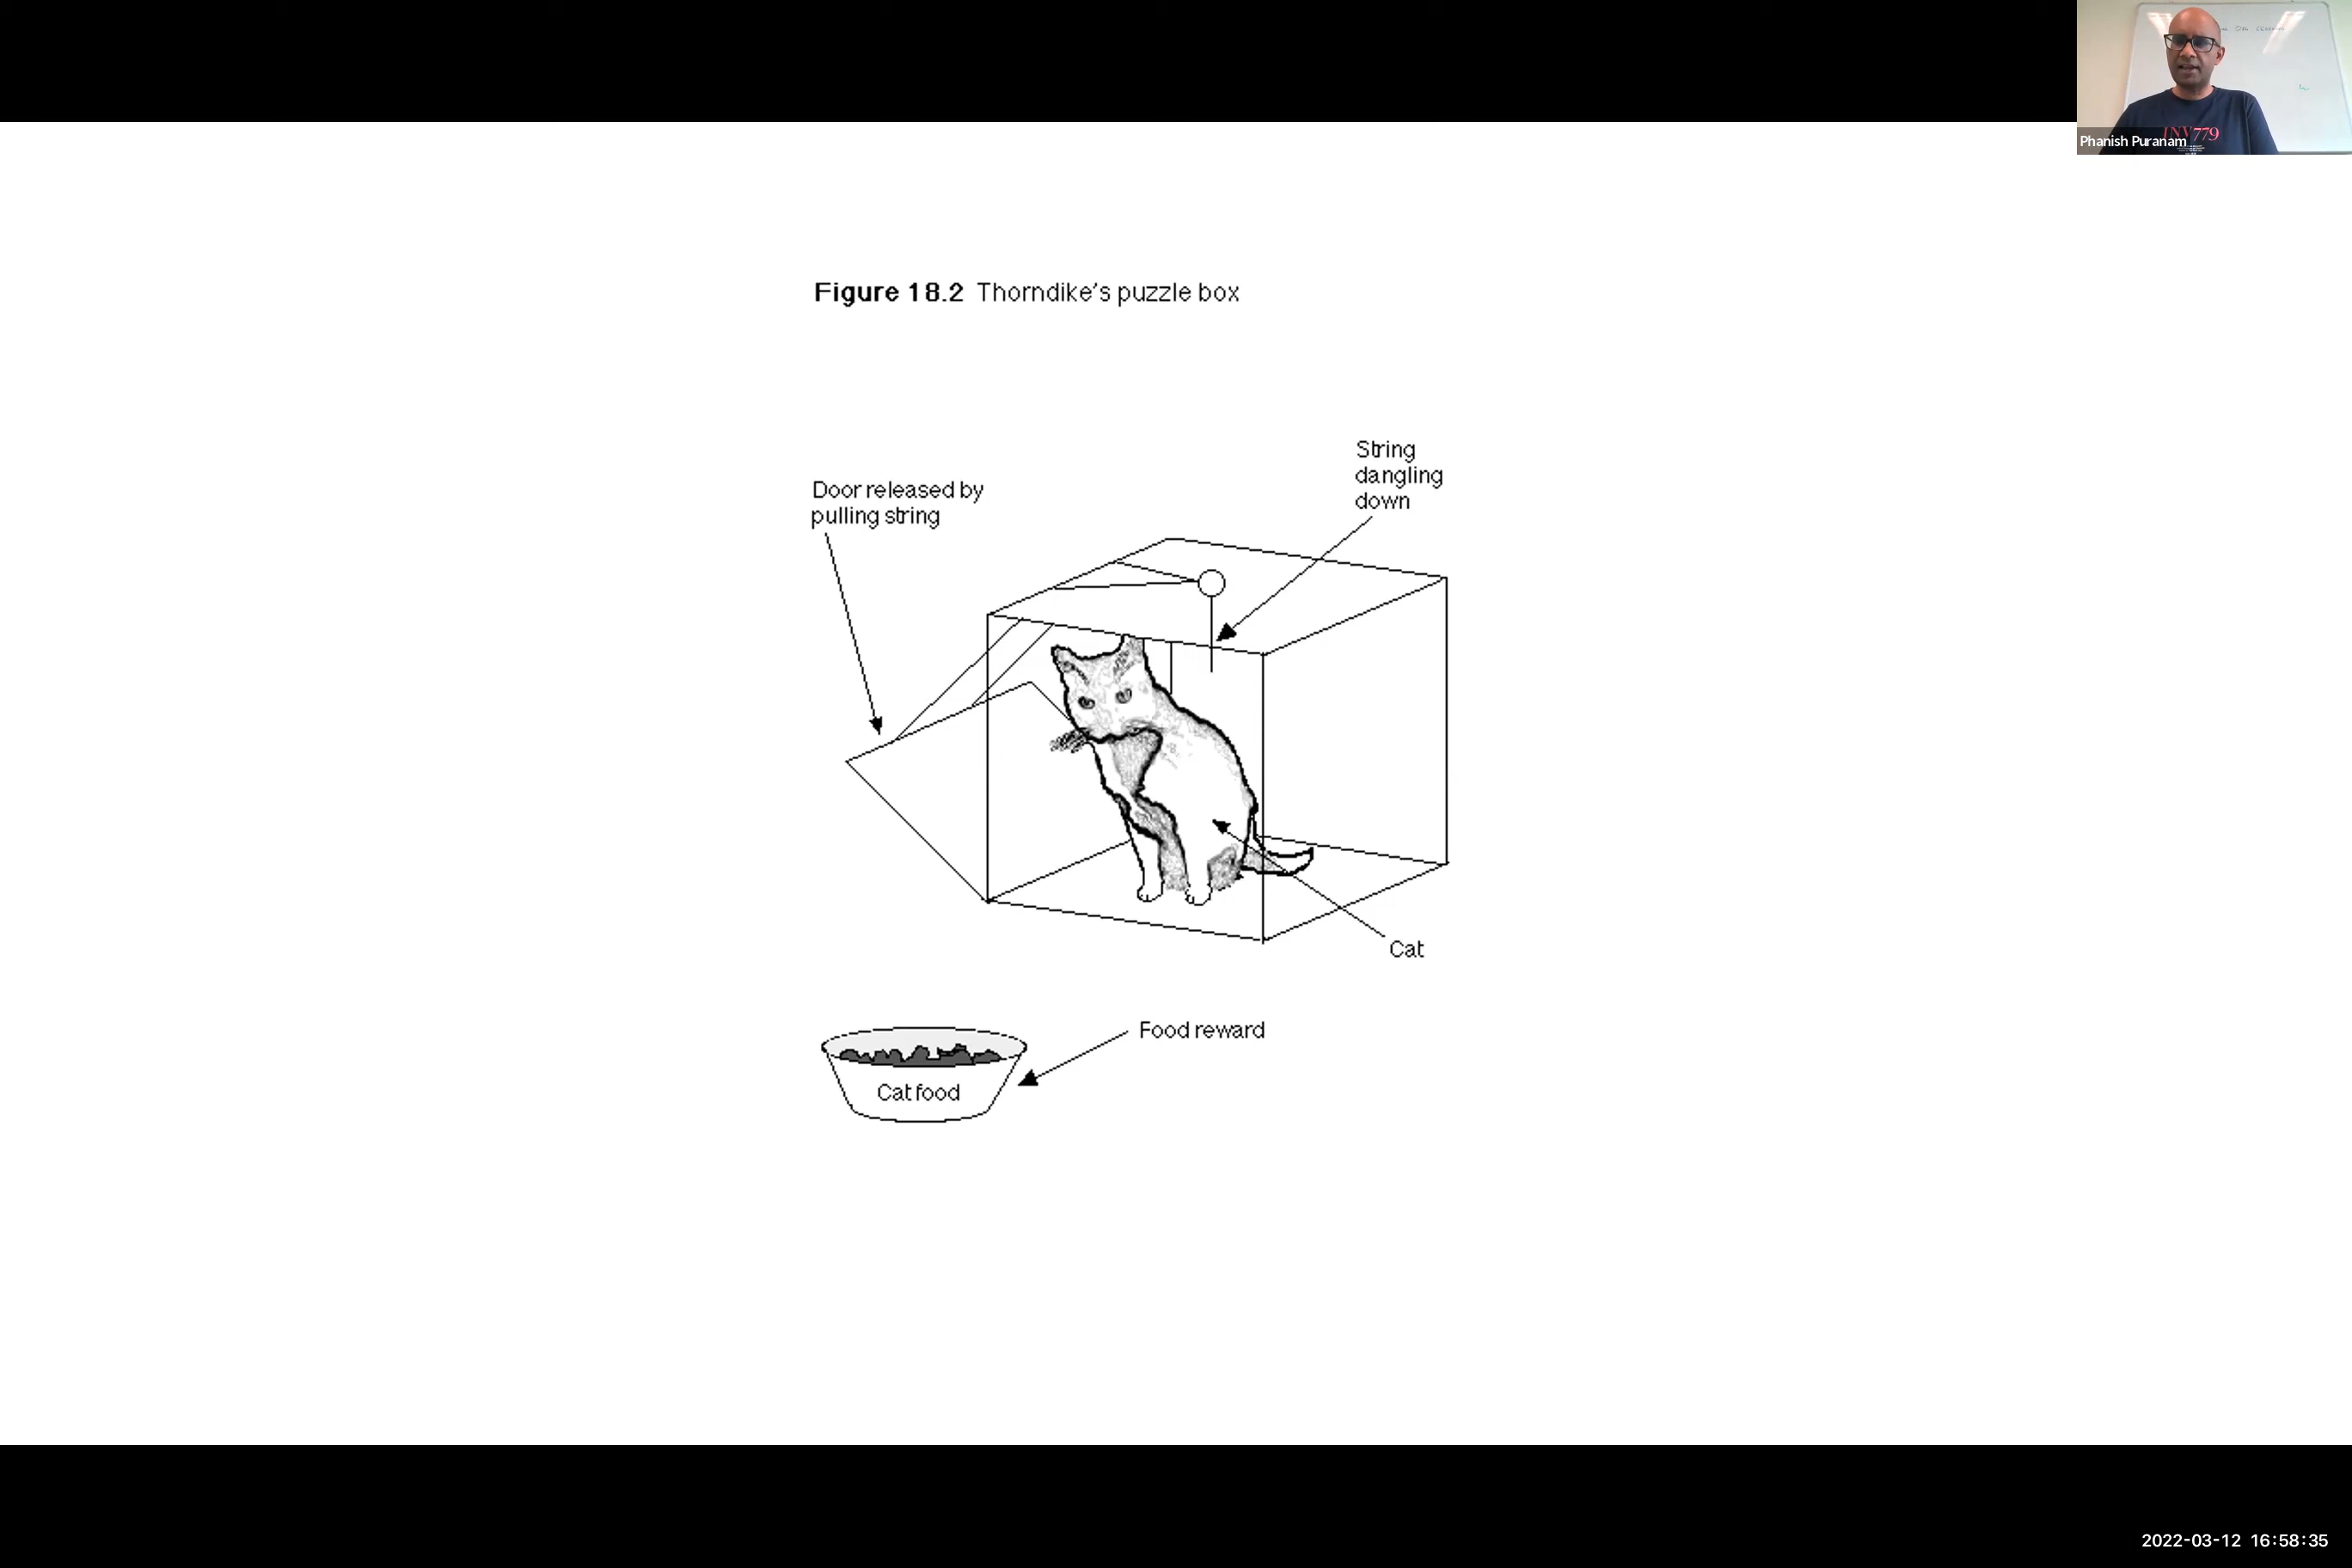 Phanish Puranam
INV779
Figure 18.2 Thorndike's puzzle box
String
dangling
down
Door released by
pulling string
Cat
Food reward
Cat food
2022-03-12 16:58:35